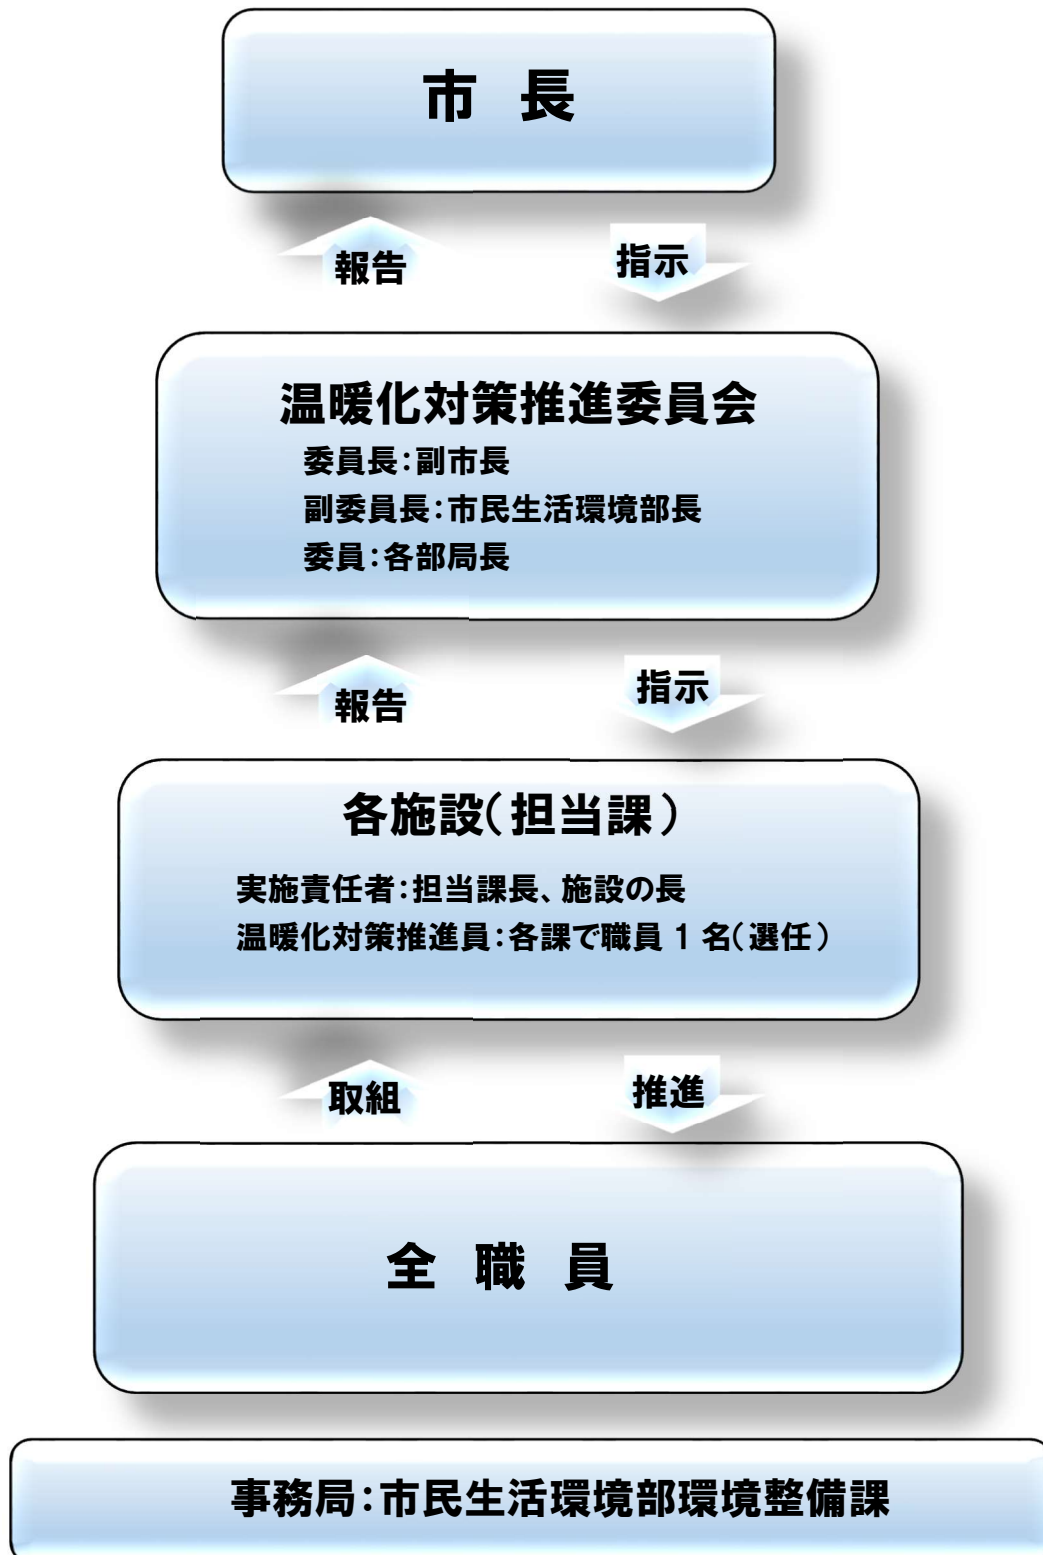 市 長
報告 指示
温暖化対策推進委員会
委員長：副市長
副委員長：市民生活環境部長
委員：各部局長
報告 指示
各施設（担当課）
実施責任者：担当課長、施設の長
温暖化対策推進員：各課で職員１名（選任）
取組 推進
全 職 員
事務局：市民生活環境部環境整備課